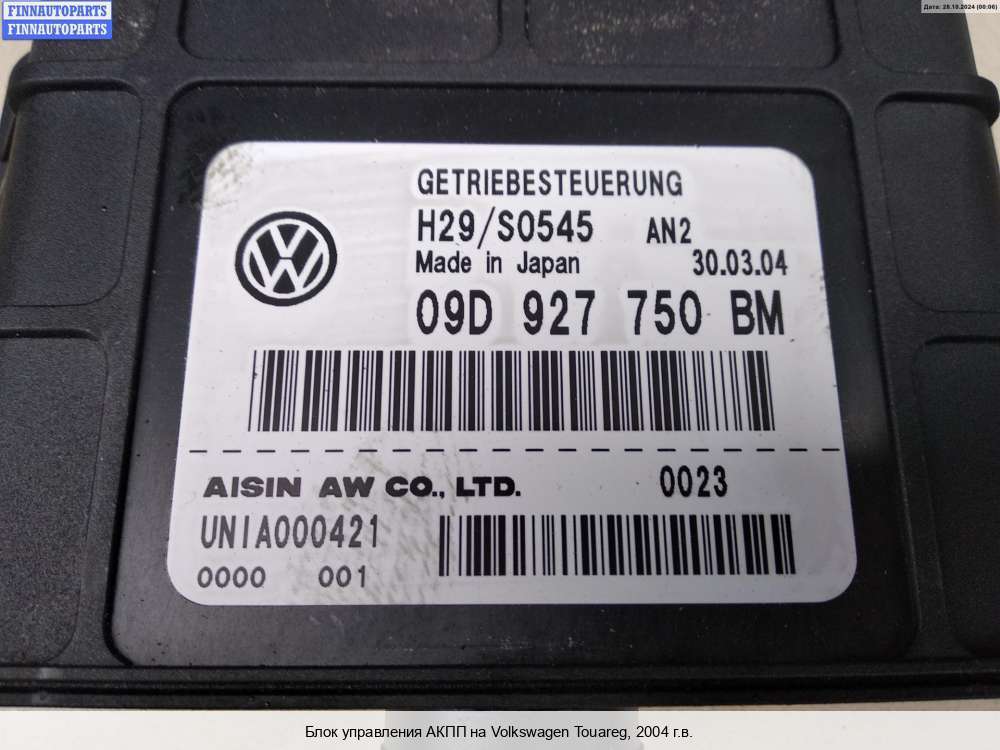 FINNAUTOPARTS
FINNAUTOPARTS
Дата: 28.10.2024 (00:06)
GETRIEBESTEUERUNG
H29/S0545 AN2
Made in Japan 30.03.04
09D 927 750 BM
AISIN AW CO., LTD. 0023
UNIA000421
0000 001
Блок управления АКПП на Volkswagen Touareg, 2004 г.в.